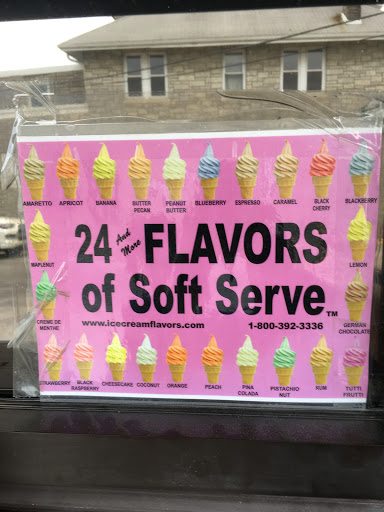 AMARETTO APRICOT BANANA BUTTER PECAN PEANUT BUTTER BLUEBERRY ESPRESSO CARAMEL BLACK CHERRY BLACKBERRY
24 And More FLAVORS
of Soft Serve™
MAPLENUT
LEMON
CREME DE MENTHE
GERMAN CHOCOLATE
www.icecreamflavors.com 1-800-392-3336
STRAWBERRY BLACK RASPBERRY CHEESECAKE COCONUT ORANGE PEACH PINA COLADA PISTACHIO NUT RUM TUTTI FRUTTI